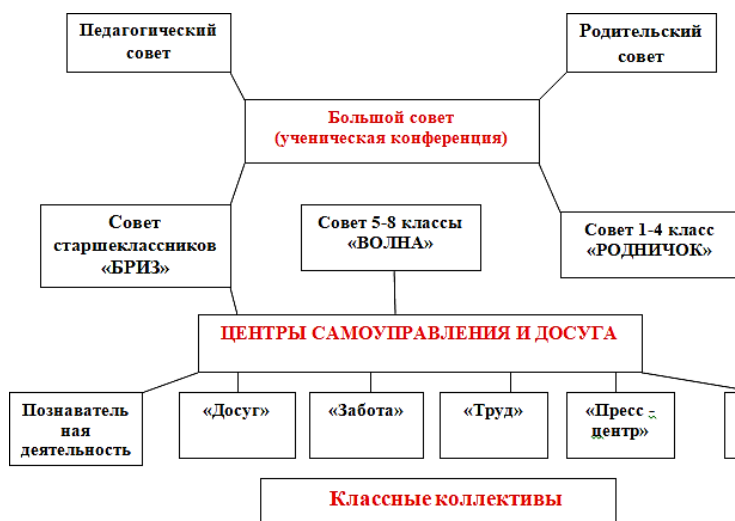 Педагогический
совет
Родительский
совет
Большой совет
(ученическая конференция)
Совет
старшеклассников
«БРИЗ»
Совет 5-8 классы
«ВОЛНА»
Совет 1-4 класс
«РОДНИЧОК»
ЦЕНТРЫ САМОУПРАВЛЕНИЯ И ДОСУГА
Познаватель
ная
деятельность
«Досуг»
«Забота»
«Труд»
«Пресс -
центр»
Классные коллективы